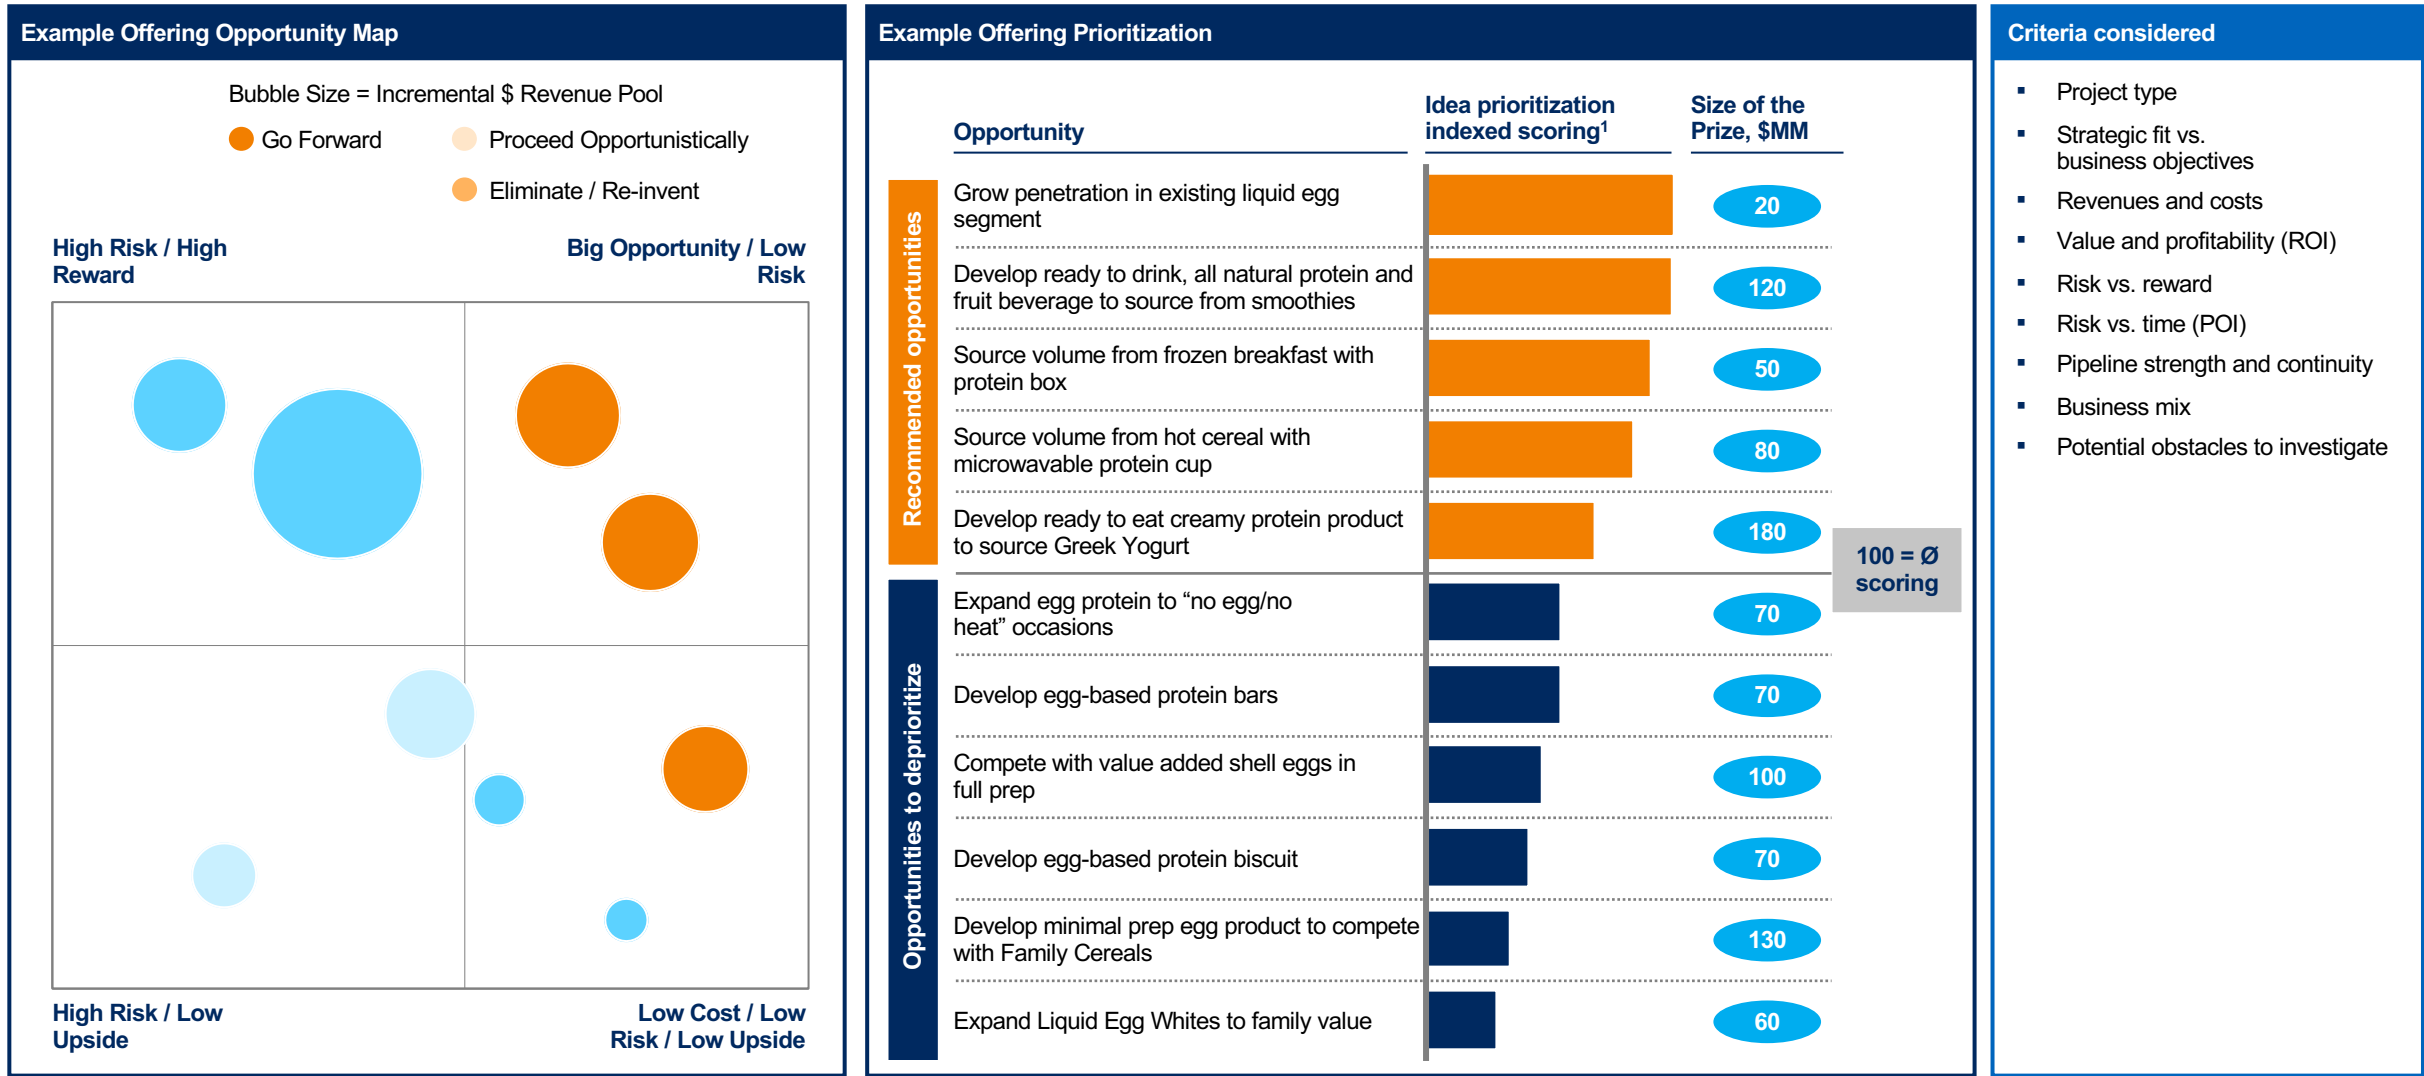 Example Offering Opportunity Map
Bubble Size = Incremental $ Revenue Pool
Go Forward
Proceed Opportunistically
Eliminate / Re-invent
High Risk / High
Reward
Big Opportunity / Low
Risk
High Risk / Low
Upside
Low Cost / Low
Risk / Low Upside
Example Offering Prioritization
Opportunity
Idea prioritization
indexed scoring¹
Size of the
Prize, $MM
Recommended opportunities
Grow penetration in existing liquid egg
segment
20
Develop ready to drink, all natural protein and
fruit beverage to source from smoothies
120
Source volume from frozen breakfast with
protein box
50
Source volume from hot cereal with
microwavable protein cup
80
Develop ready to eat creamy protein product
to source Greek Yogurt
180
100 = Ø
scoring
Opportunities to deprioritize
Expand egg protein to “no egg/no
heat” occasions
70
Develop egg-based protein bars
70
Compete with value added shell eggs in
full prep
100
Develop egg-based protein biscuit
70
Develop minimal prep egg product to compete
with Family Cereals
130
Expand Liquid Egg Whites to family value
60
Criteria considered
▪ Project type
▪ Strategic fit vs.
business objectives
▪ Revenues and costs
▪ Value and profitability (ROI)
▪ Risk vs. reward
▪ Risk vs. time (POI)
▪ Pipeline strength and continuity
▪ Business mix
▪ Potential obstacles to investigate